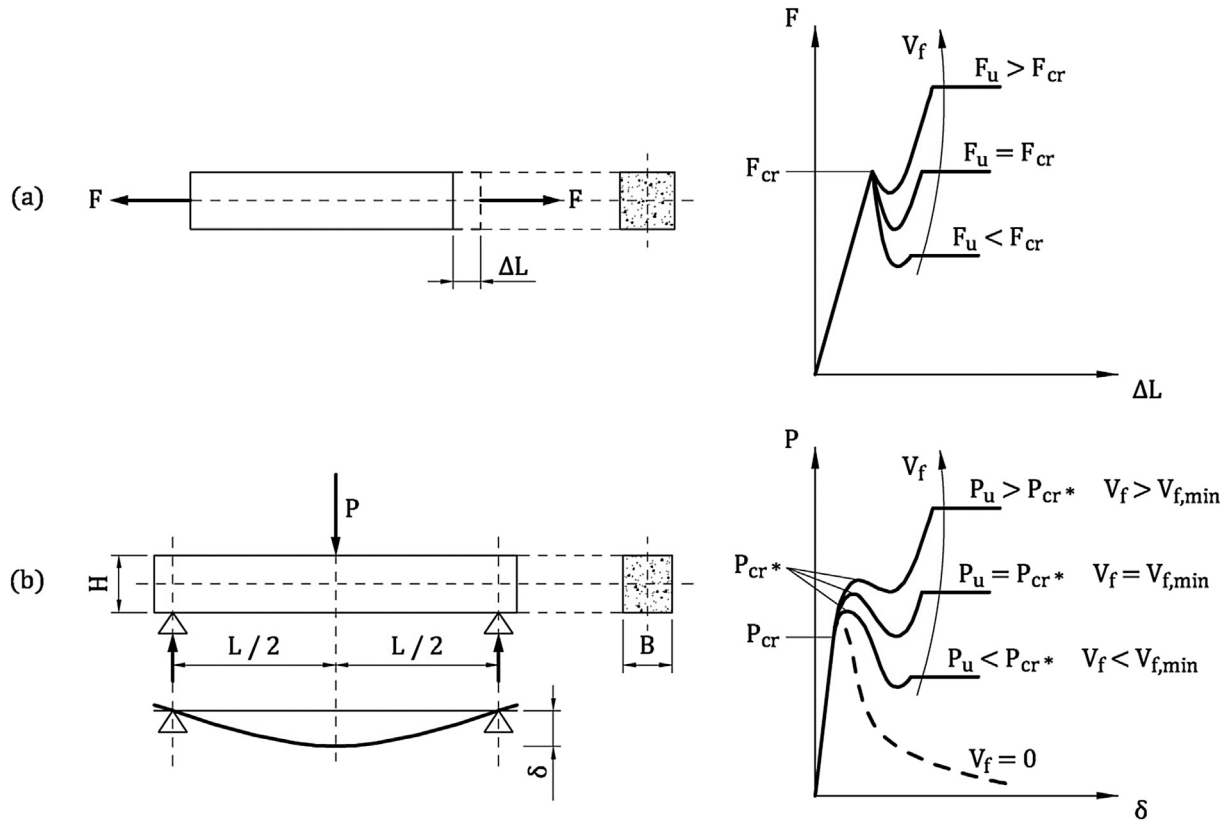 (a)
F
F
ΔL
F
V_f
F_u > F_cr
F_cr
F_u = F_cr
F_u < F_cr
ΔL
(b)
P
H
L / 2
L / 2
B
δ
P
V_f
P_u > P_cr* V_f > V_f,min
P_cr*
P_u = P_cr* V_f = V_f,min
P_cr
P_u < P_cr* V_f < V_f,min
V_f = 0
δ